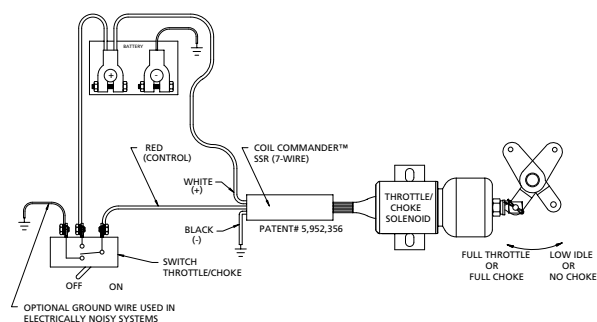 BATTERY
+
-
RED
(CONTROL)
COIL COMMANDER™
SSR (7-WIRE)
WHITE
(+)
THROTTLE/
CHOKE
SOLENOID
BLACK
(-)
PATENT# 5,952,356
SWITCH
THROTTLE/CHOKE
OFF ON
FULL THROTTLE
OR
FULL CHOKE
LOW IDLE
OR
NO CHOKE
OPTIONAL GROUND WIRE USED IN
ELECTRICALLY NOISY SYSTEMS